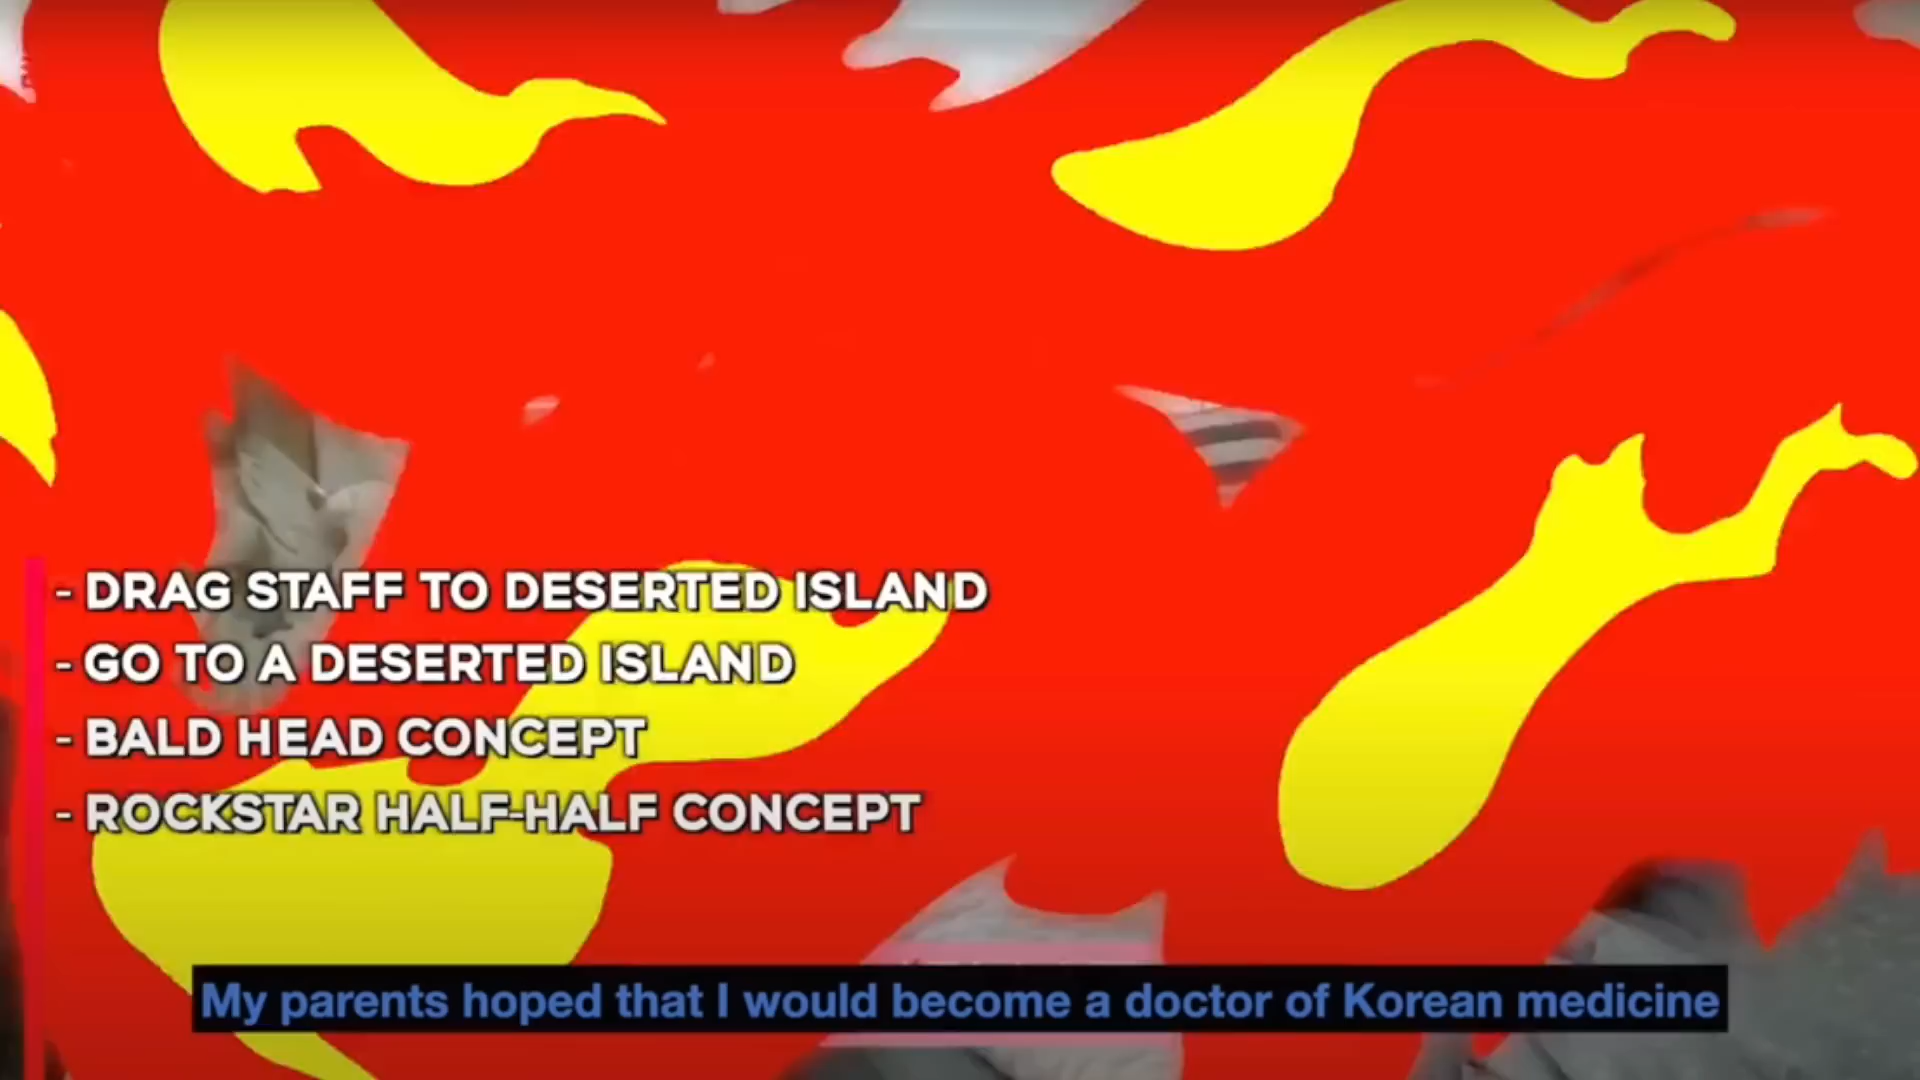 - DRAG STAFF TO DESERTED ISLAND
- GO TO A DESERTED ISLAND
- BALD HEAD CONCEPT
- ROCKSTAR HALF-HALF CONCEPT
My parents hoped that I would become a doctor of Korean medicine